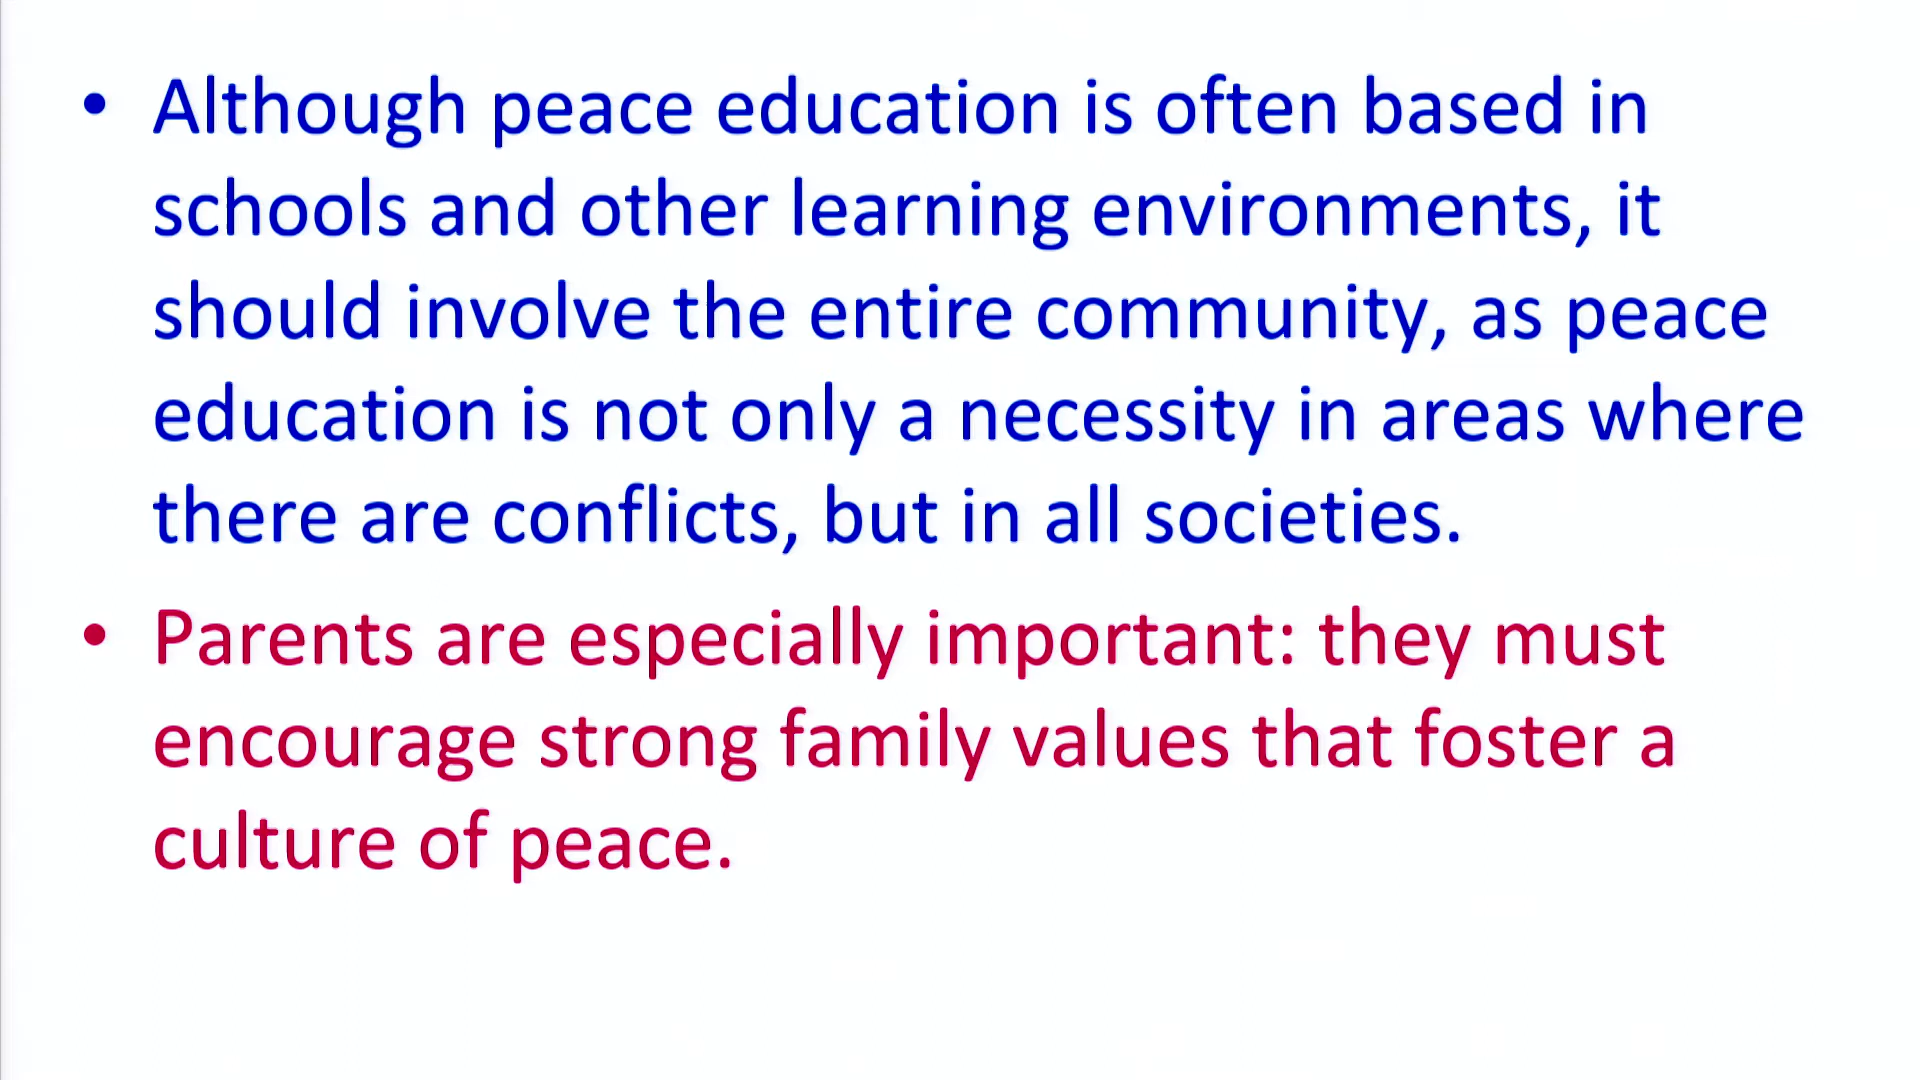 • Although peace education is often based in
schools and other learning environments, it
should involve the entire community, as peace
education is not only a necessity in areas where
there are conflicts, but in all societies.
• Parents are especially important: they must
encourage strong family values that foster a
culture of peace.